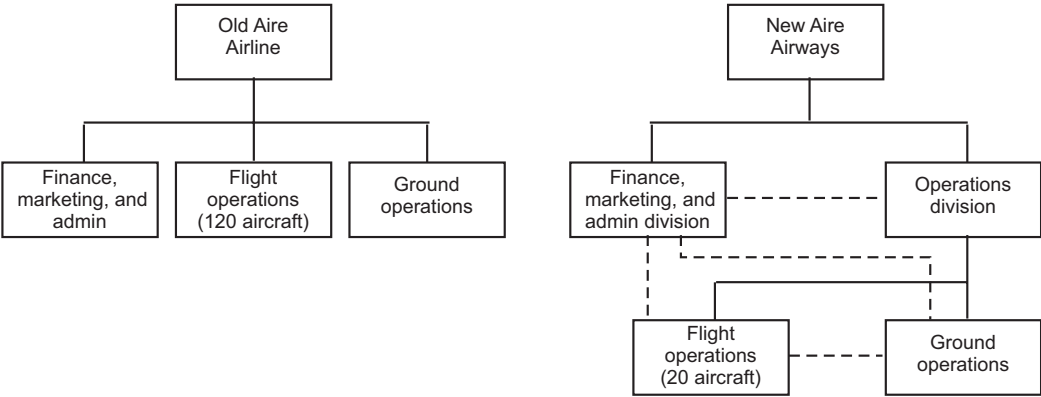 Old Aire
Airline
Finance,
marketing, and
admin
Flight
operations
(120 aircraft)
Ground
operations
New Aire
Airways
Finance,
marketing, and
admin division
Operations
division
Flight
operations
(20 aircraft)
Ground
operations